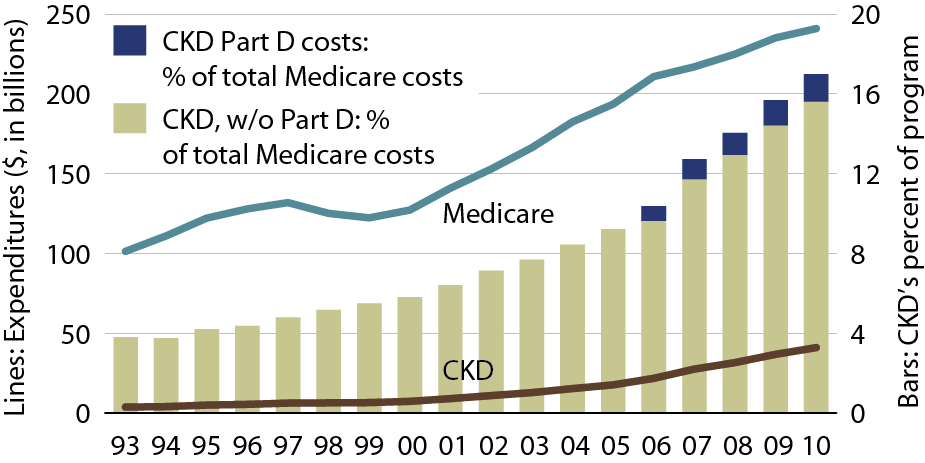 Lines: Expenditures ($, in billions)
250
200
150
100
50
0
CKD Part D costs:
% of total Medicare costs
CKD, w/o Part D: %
of total Medicare costs
Medicare
CKD
20
16
12
8
4
0
Bars: CKD's percent of program
93 94 95 96 97 98 99 00 01 02 03 04 05 06 07 08 09 10